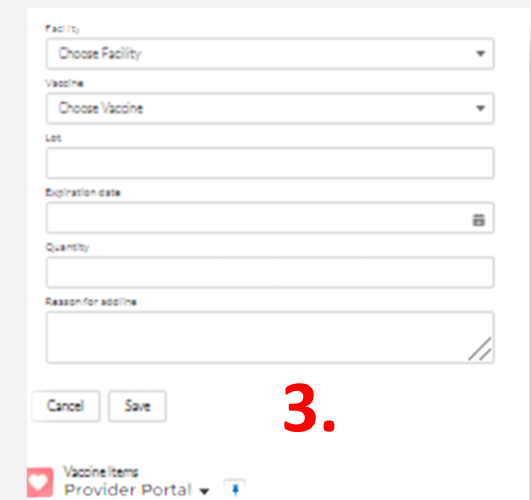 Facility
Choose Facility
Vaccine
Choose Vaccine
Lot
Expiration date
Quantity
Reason for adding
Cancel
Save
3.
Vaccine Items
Provider Portal